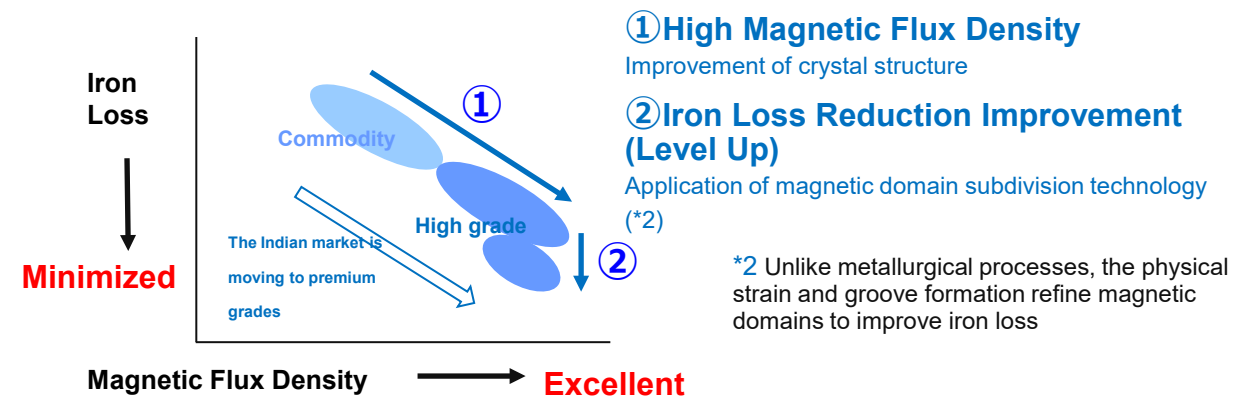 Iron
Loss
Minimized
①
Commodity
High grade
②
The Indian market is
moving to premium
grades
Magnetic Flux Density
Excellent
①High Magnetic Flux Density
Improvement of crystal structure
②Iron Loss Reduction Improvement
(Level Up)
Application of magnetic domain subdivision technology
(*2)
*2 Unlike metallurgical processes, the physical
strain and groove formation refine magnetic
domains to improve iron loss